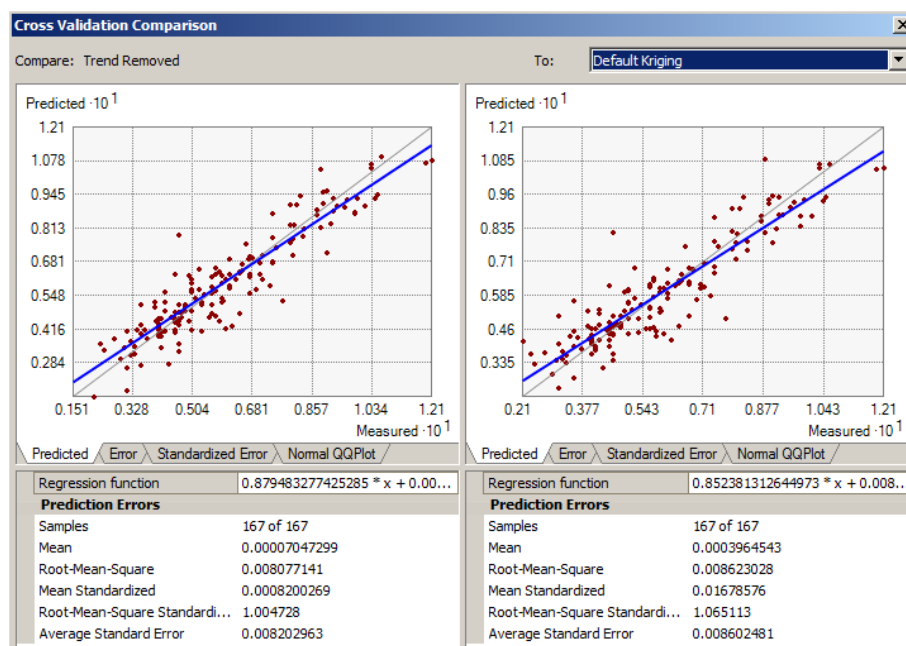 Cross Validation Comparison
Compare: Trend Removed
To: Default Kriging
Predicted ·10 1
1.21
1.078
0.945
0.813
0.681
0.548
0.416
0.284
0.151 0.328 0.504 0.681 0.857 1.034 1.21
Measured ·10 1
Predicted Error Standardized Error Normal QQPlot
Regression function 0.879483277425285 * x + 0.00...
Prediction Errors
Samples 167 of 167
Mean 0.00007047299
Root-Mean-Square 0.008077141
Mean Standardized 0.0008200269
Root-Mean-Square Standardi... 1.004728
Average Standard Error 0.008202963
Predicted ·10 1
1.21
1.085
0.96
0.835
0.71
0.585
0.46
0.335
0.21 0.377 0.543 0.71 0.877 1.043 1.21
Measured ·10 1
Predicted Error Standardized Error Normal QQPlot
Regression function 0.852381312644973 * x + 0.008...
Prediction Errors
Samples 167 of 167
Mean 0.0003964543
Root-Mean-Square 0.008623028
Mean Standardized 0.01678576
Root-Mean-Square Standardi... 1.065113
Average Standard Error 0.008602481